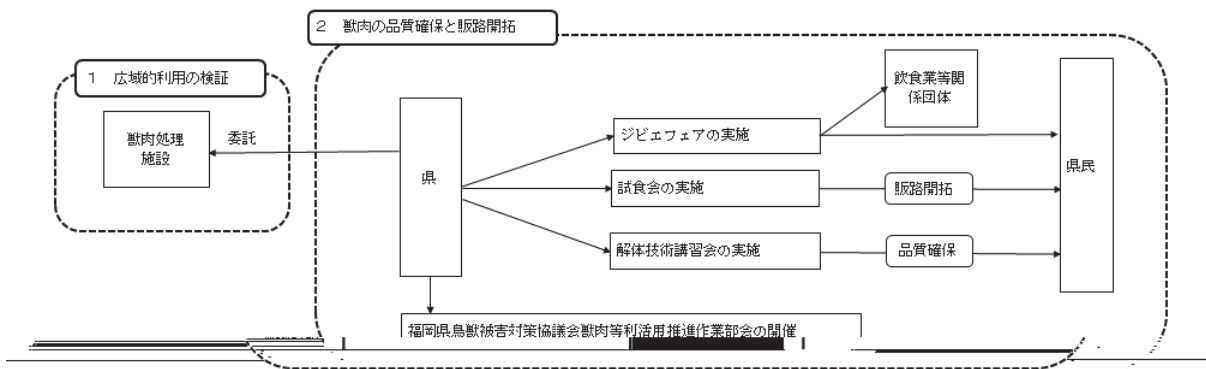 ２　獣肉の品質確保と販路開拓
１　広域的利用の検証
飲食業等関
係団体
獣肉処理
施設
委託
県
ジビエフェアの実施
県民
試食会の実施
販路開拓
解体技術講習会の実施
品質確保
福岡県鳥獣被害対策協議会獣肉等利活用推進作業部会の開催